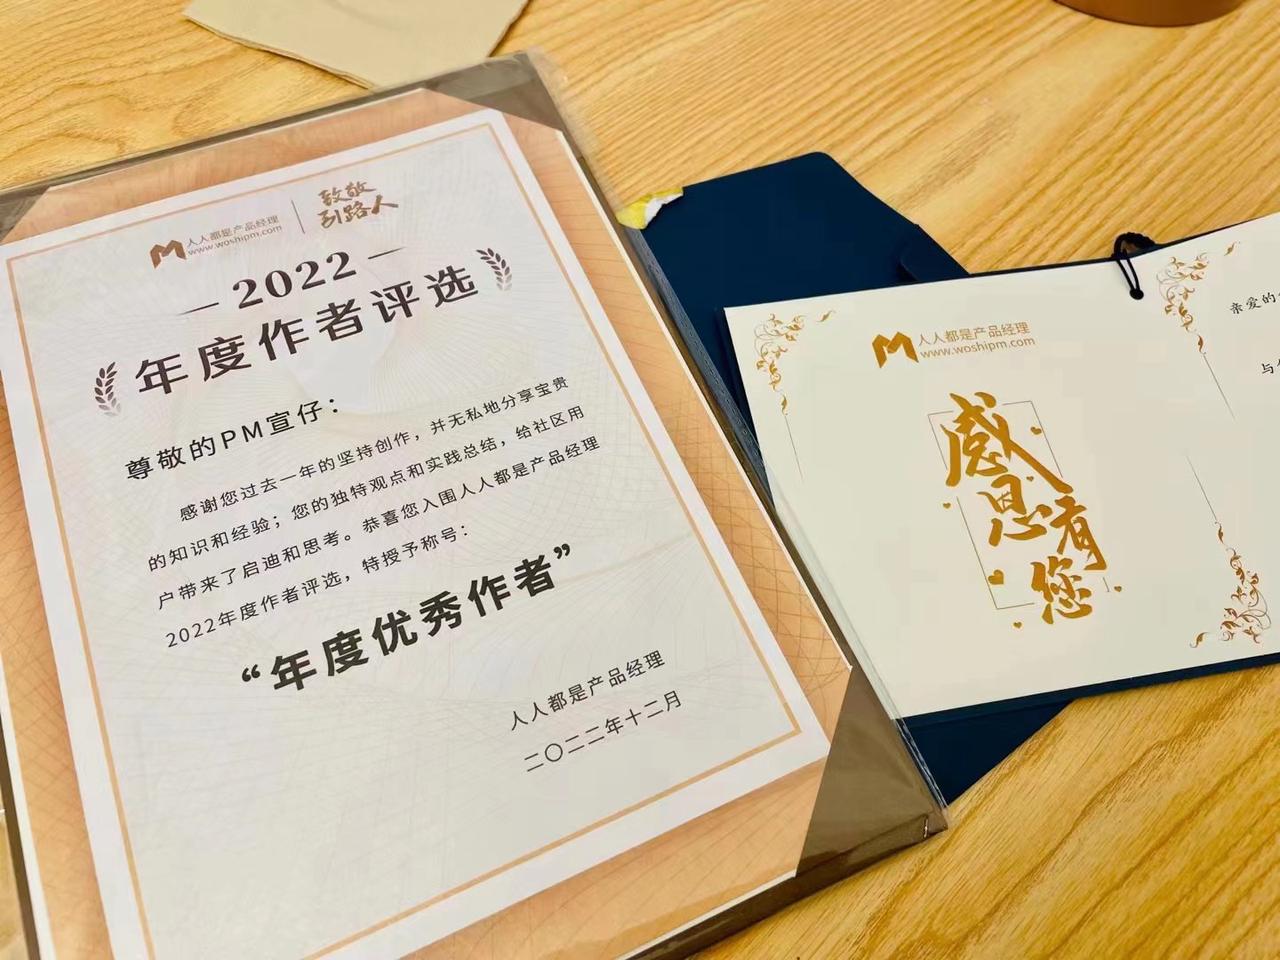 人人都是产品经理
www.woshipm.com
致敬
引路人
2022
年度作者评选
尊敬的PM宣仔：
感谢您过去一年的坚持创作，并无私地分享宝贵
的知识和经验；您的独特观点和实践总结，给社区用
户带来了启迪和思考。恭喜您入围人人都是产品经理
2022年度作者评选，特授予称号：
“年度优秀作者”
人人都是产品经理
二〇二二年十二月
人人都是产品经理
www.woshipm.com
感恩有您
亲爱的
与